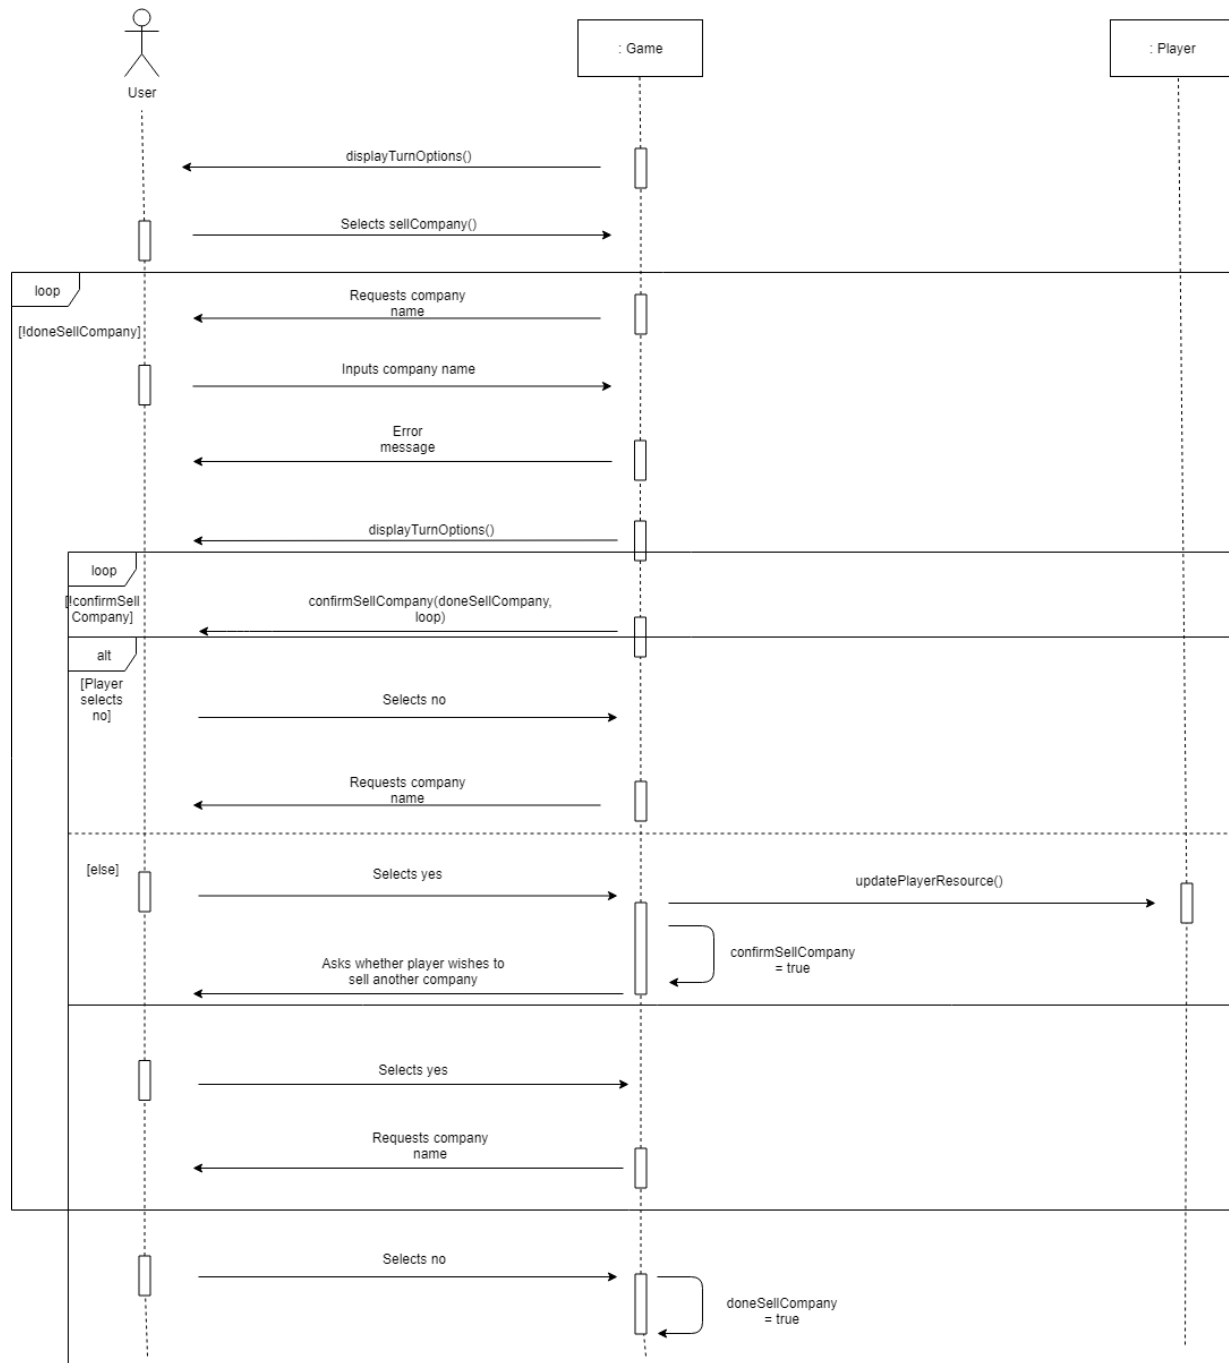 User
: Game
: Player
displayTurnOptions()
Selects sellCompany()
loop
[!doneSellCompany]
Requests company
name
Inputs company name
Error
message
displayTurnOptions()
loop
[!confirmSell
Company]
confirmSellCompany(doneSellCompany,
loop)
alt
[Player
selects
no]
Selects no
Requests company
name
[else]
Selects yes
updatePlayerResource()
confirmSellCompany
= true
Asks whether player wishes to
sell another company
Selects yes
Requests company
name
Selects no
doneSellCompany
= true